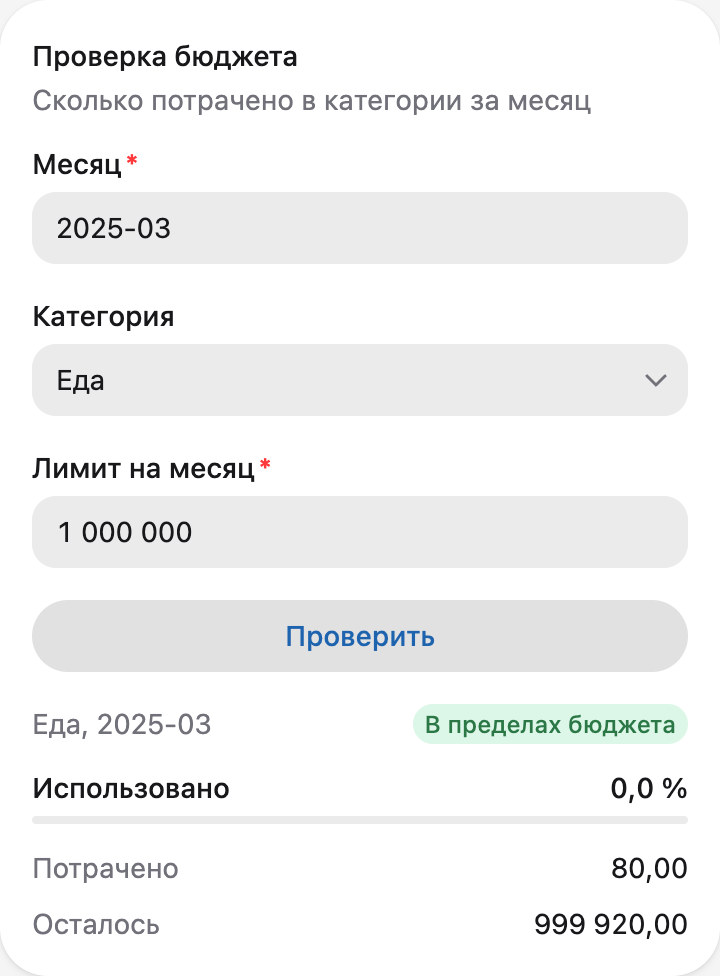 Проверка бюджета
Сколько потрачено в категории за месяц
Месяц*
2025-03
Категория
Еда
Лимит на месяц*
1 000 000
Проверить
Еда, 2025-03 В пределах бюджета
Использовано 0,0 %
Потрачено 80,00
Осталось 999 920,00